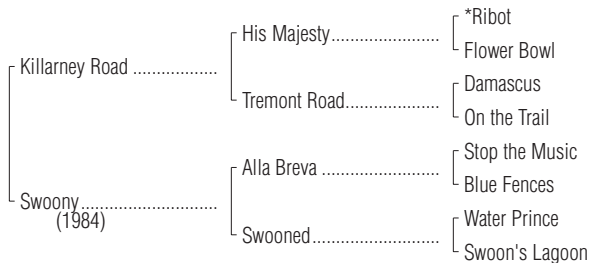 *Ribot
His Majesty........................
Flower Bowl
Killarney Road ..................
Damascus
Tremont Road.....................
On the Trail
Stop the Music
Alla Breva ..........................
Blue Fences
Swoony.............................
(1984)
Water Prince
Swooned............................
Swoon's Lagoon